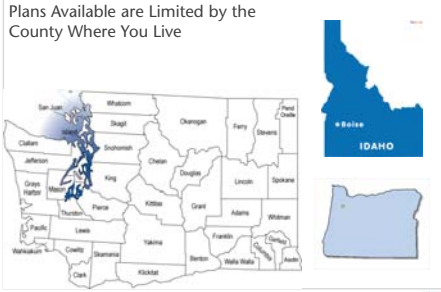 Plans Available are Limited by the
County Where You Live
San Juan
Whatcom
Skagit
Island
Okanogan
Ferry
Stevens
Pend
Oreille
Clallam
Snohomish
Jefferson
Chelan
Douglas
Grays
Harbor
Mason
King
Kittitas
Grant
Lincoln
Spokane
Thurston
Pierce
Adams
Whitman
Pacific
Lewis
Yakima
Franklin
Garfield
Columbia
Wahkiakum
Cowlitz
Skamania
Benton
Walla Walla
Asotin
Clark
Klickitat
Boise
IDAHO